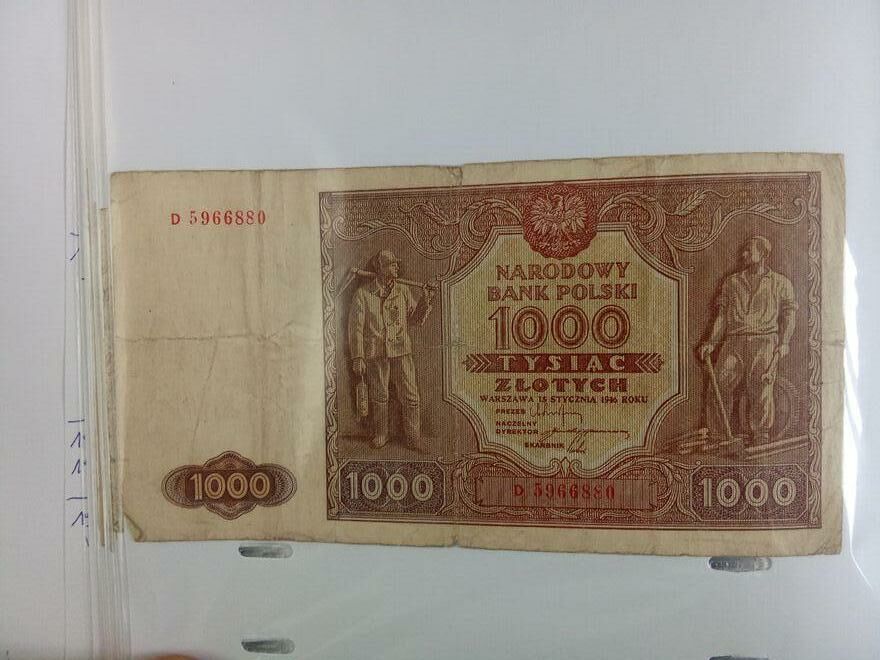 D 5966880
NARODOWY
BANK POLSKI
1000
TYSIĄC
ZŁOTYCH
WARSZAWA 15 STYCZNIA 1946 ROKU
PREZES
NACZELNY
DYREKTOR
SKARBNIK
1000
1000
D 5966880
1000